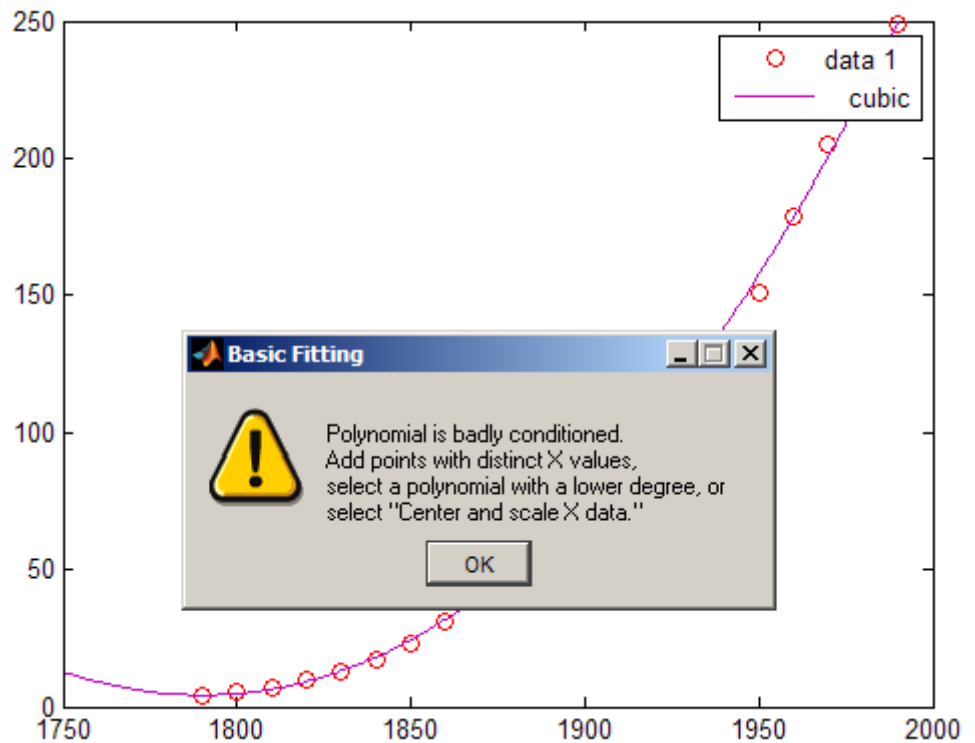 250
200
150
100
50
0
1750
1800
1850
1900
1950
2000
data 1
cubic
Basic Fitting
Polynomial is badly conditioned.
Add points with distinct X values,
select a polynomial with a lower degree, or
select "Center and scale X data."
OK